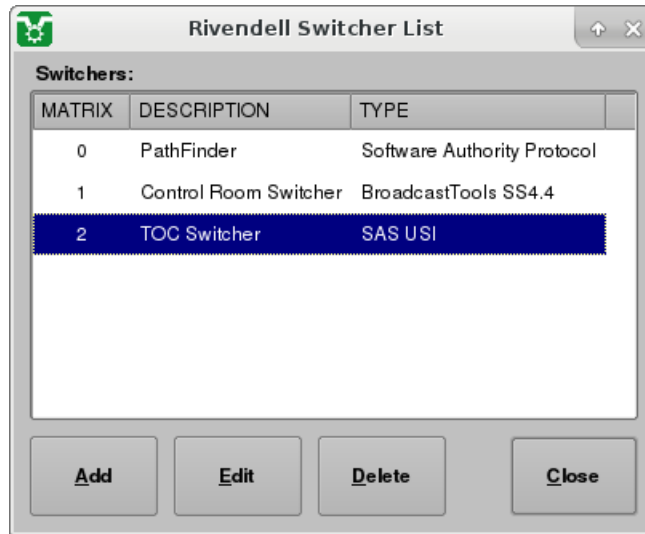 Rivendell Switcher List
Switchers:
MATRIX DESCRIPTION TYPE
0 PathFinder Software Authority Protocol
1 Control Room Switcher BroadcastTools SS4.4
2 TOC Switcher SAS USI
Add Edit Delete Close